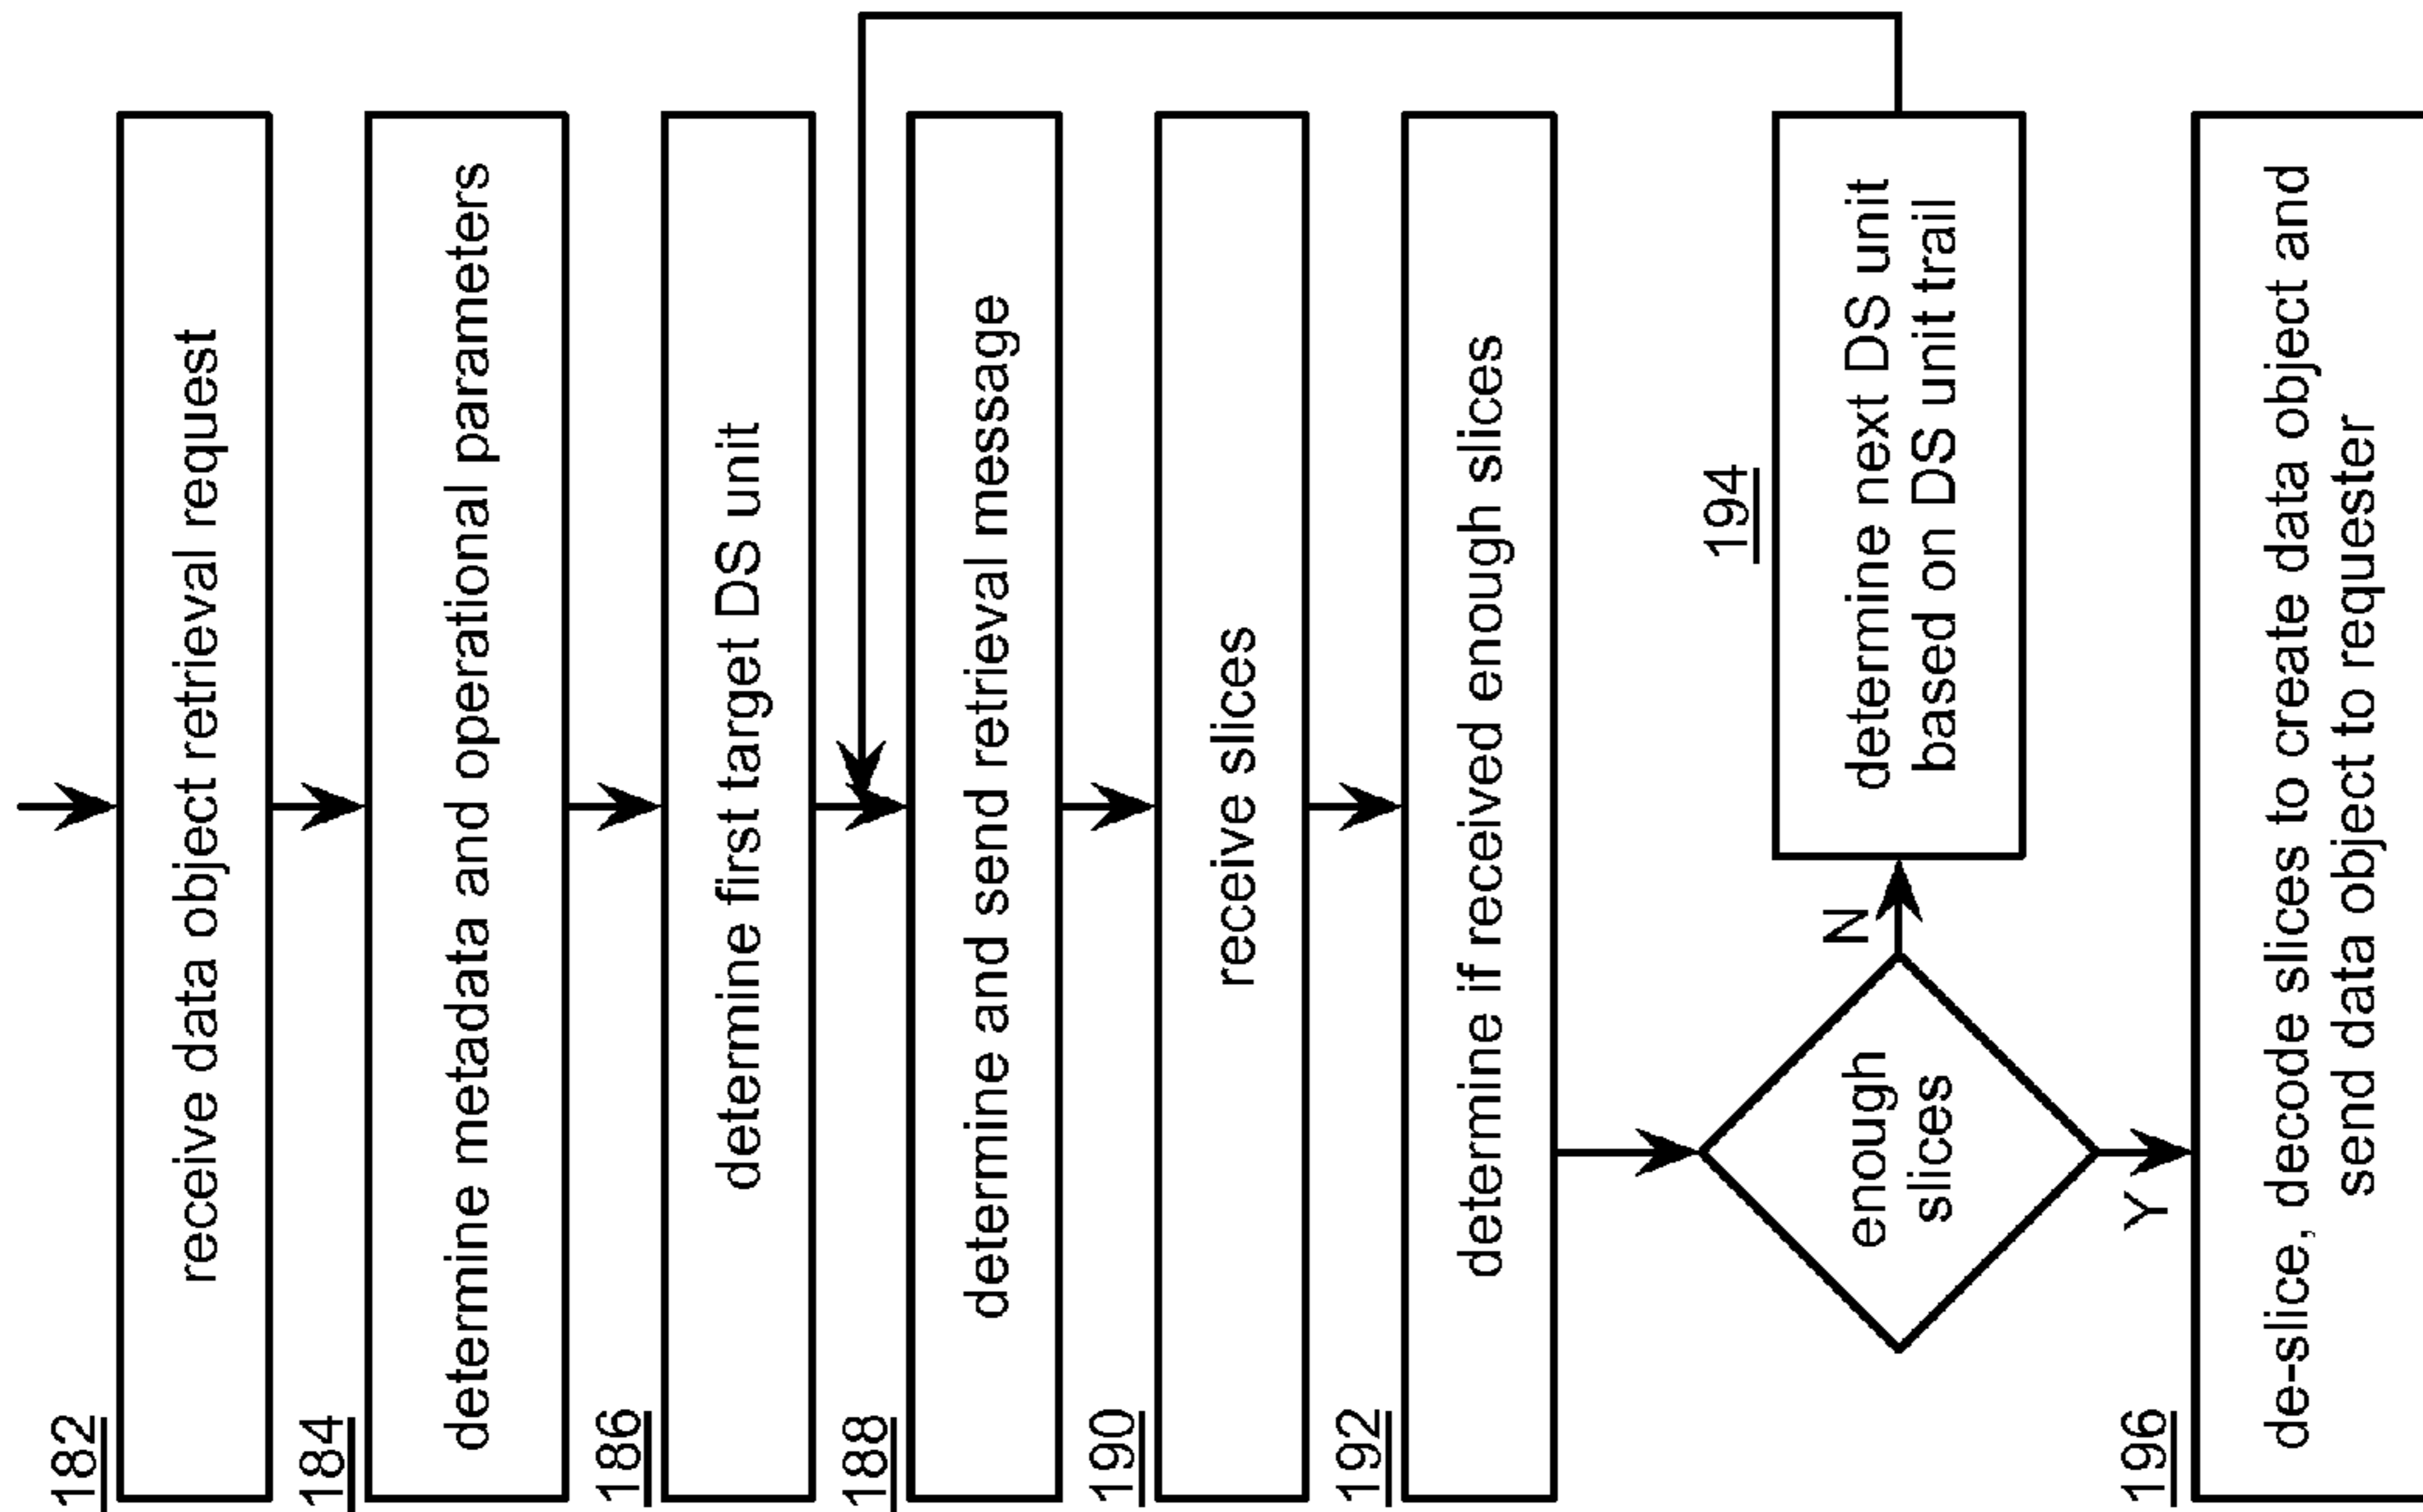 182
receive data object retrieval request
184
determine metadata and operational parameters
186
determine first target DS unit
188
determine and send retrieval message
190
receive slices
192
determine if received enough slices
enough
slices
N
194
determine next DS unit
based on DS unit trail
Y
196
de-slice, decode slices to create data object and
send data object to requester